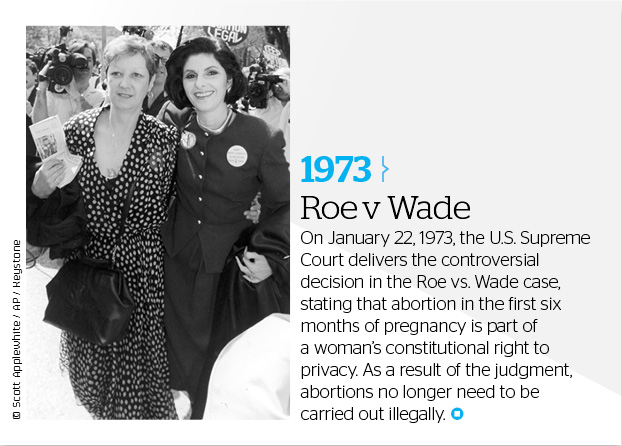 LEGAL
1973
Roe v Wade
On January 22, 1973, the U.S. Supreme
Court delivers the controversial
decision in the Roe vs. Wade case,
stating that abortion in the first six
months of pregnancy is part of
a woman's constitutional right to
privacy. As a result of the judgment,
abortions no longer need to be
carried out illegally.
© Scott Applewhite / AP / Keystone